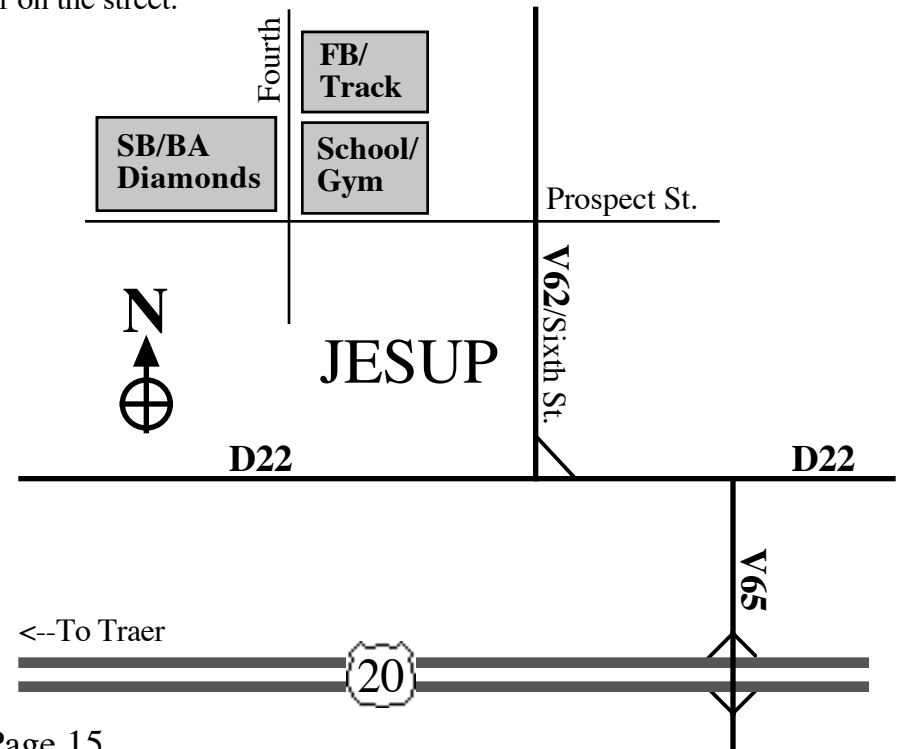 on the street.
Fourth
FB/
Track
SB/BA
Diamonds
School/
Gym
Prospect St.
V62/Sixth St.
N
JESUP
D22
D22
V65
<--To Traer
20
Page 15